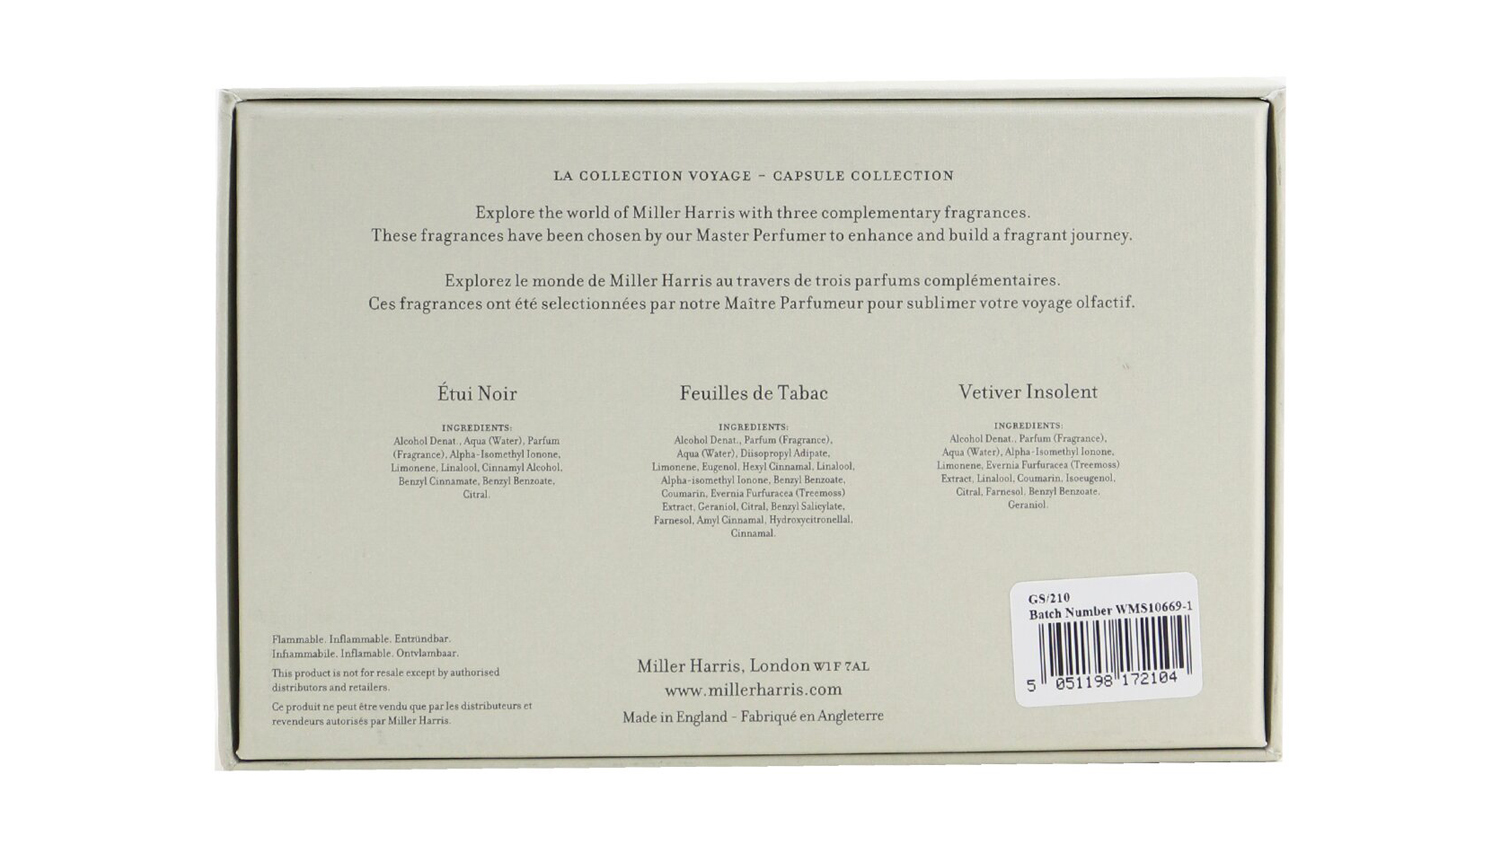 LA COLLECTION VOYAGE – CAPSULE COLLECTION
Explore the world of Miller Harris with three complementary fragrances.
These fragrances have been chosen by our Master Perfumer to enhance and build a fragrant journey.
Explorez le monde de Miller Harris au travers de trois parfums complémentaires.
Ces fragrances ont été selectionnées par notre Maître Parfumeur pour sublimer votre voyage olfactif.
Étui Noir
INGREDIENTS:
Alcohol Denat., Aqua (Water), Parfum
(Fragrance), Alpha-Isomethyl Ionone,
Limonene, Linalool, Cinnamyl Alcohol,
Benzyl Cinnamate, Benzyl Benzoate,
Citral.
Feuilles de Tabac
INGREDIENTS:
Alcohol Denat., Parfum (Fragrance),
Aqua (Water), Diisopropyl Adipate,
Limonene, Eugenol, Hexyl Cinnamal, Linalool,
Alpha-isomethyl Ionone, Benzyl Benzoate,
Coumarin, Evernia Furfuracea (Treemoss)
Extract, Geraniol, Citral, Benzyl Salicylate,
Farnesol, Amyl Cinnamal, Hydroxycitronellal,
Cinnamal.
Vetiver Insolent
INGREDIENTS:
Alcohol Denat., Parfum (Fragrance),
Aqua (Water), Alpha-Isomethyl Ionone,
Limonene, Evernia Furfuracea (Treemoss)
Extract, Linalool, Coumarin, Isoeugenol,
Citral, Farnesol, Benzyl Benzoate,
Geraniol.
Flammable. Inflammable. Entzündbar.
Infiammabile. Inflamable. Ontvlambaar.
This product is not for resale except by authorised
distributors and retailers.
Ce produit ne peut être vendu que par les distributeurs et
revendeurs autorisés par Miller Harris.
Miller Harris, London W1F 7AL
www.millerharris.com
Made in England – Fabriqué en Angleterre
GS/210
Batch Number WMS10669-1
5 051198 172104